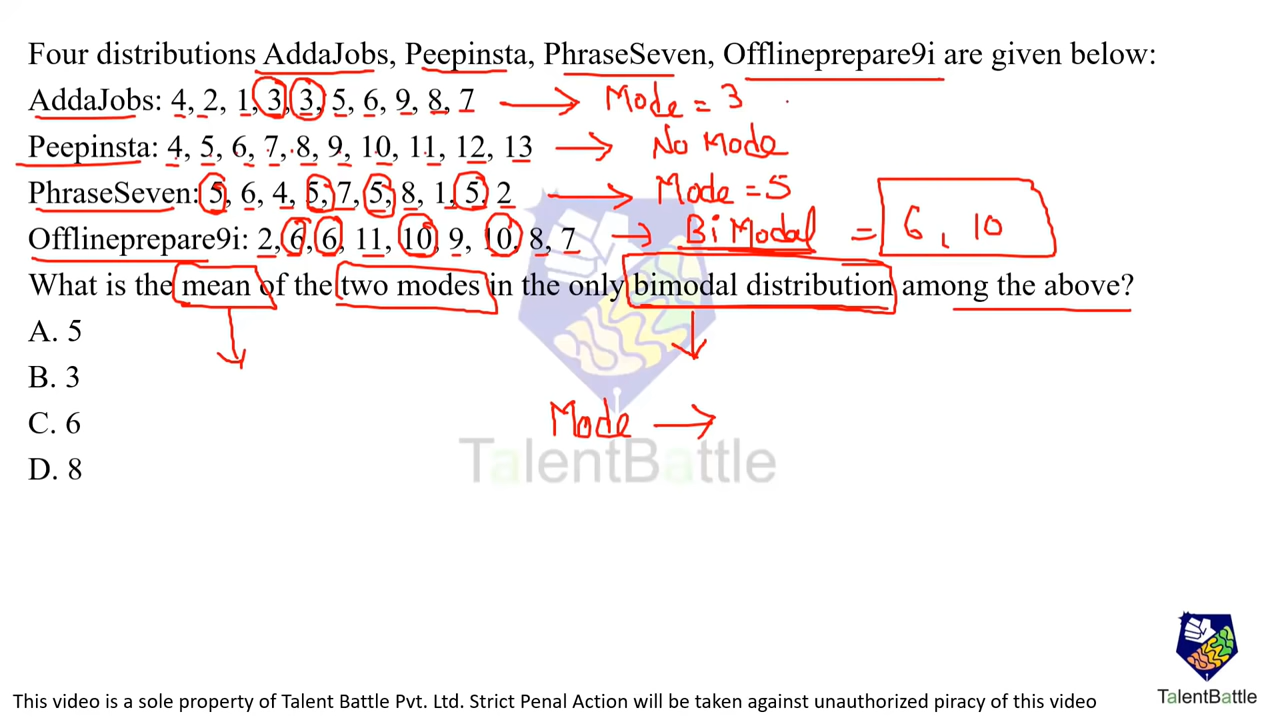 Four distributions AddaJobs, Peepinsta, PhraseSeven, Offlineprepare9i are given below:
AddaJobs: 4, 2, 1, 3, 3, 5, 6, 9, 8, 7 → Mode = 3
Peepinsta: 4, 5, 6, 7, 8, 9, 10, 11, 12, 13 → No Mode
PhraseSeven: 5, 6, 4, 5, 7, 5, 8, 1, 5, 2 → Mode = 5
Offlineprepare9i: 2, 6, 6, 11, 10, 9, 10, 8, 7 → BiModal = 6, 10
What is the mean of the two modes in the only bimodal distribution among the above?
A. 5
B. 3
C. 6
Mode →
D. 8
TalentBattle
TalentBattle
This video is a sole property of Talent Battle Pvt. Ltd. Strict Penal Action will be taken against unauthorized piracy of this video